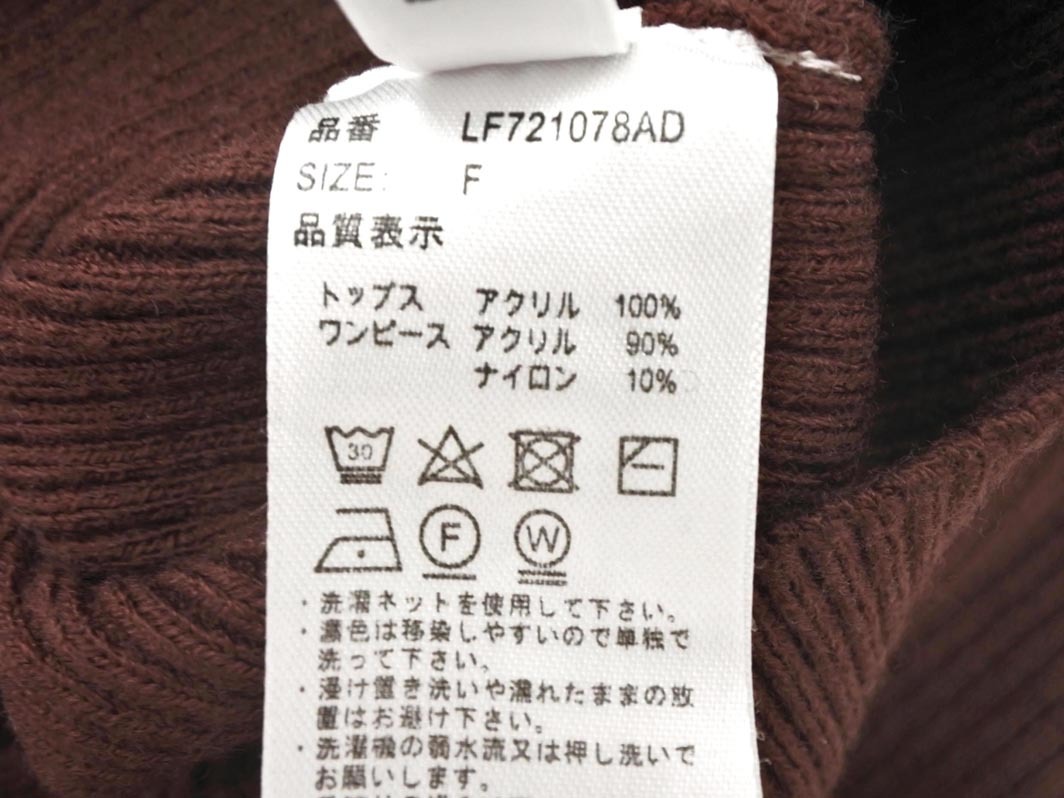 品番 LF721078AD
SIZE: F
品質表示
トップス アクリル 100%
ワンピース アクリル 90%
ナイロン 10%
30
F W
・洗濯ネットを使用して下さい。
・濃色は移染しやすいので単独で
洗って下さい。
・浸け置き洗いや濡れたままの放
置はお避け下さい。
・洗濯機の弱水流又は押し洗いで
お願いします。